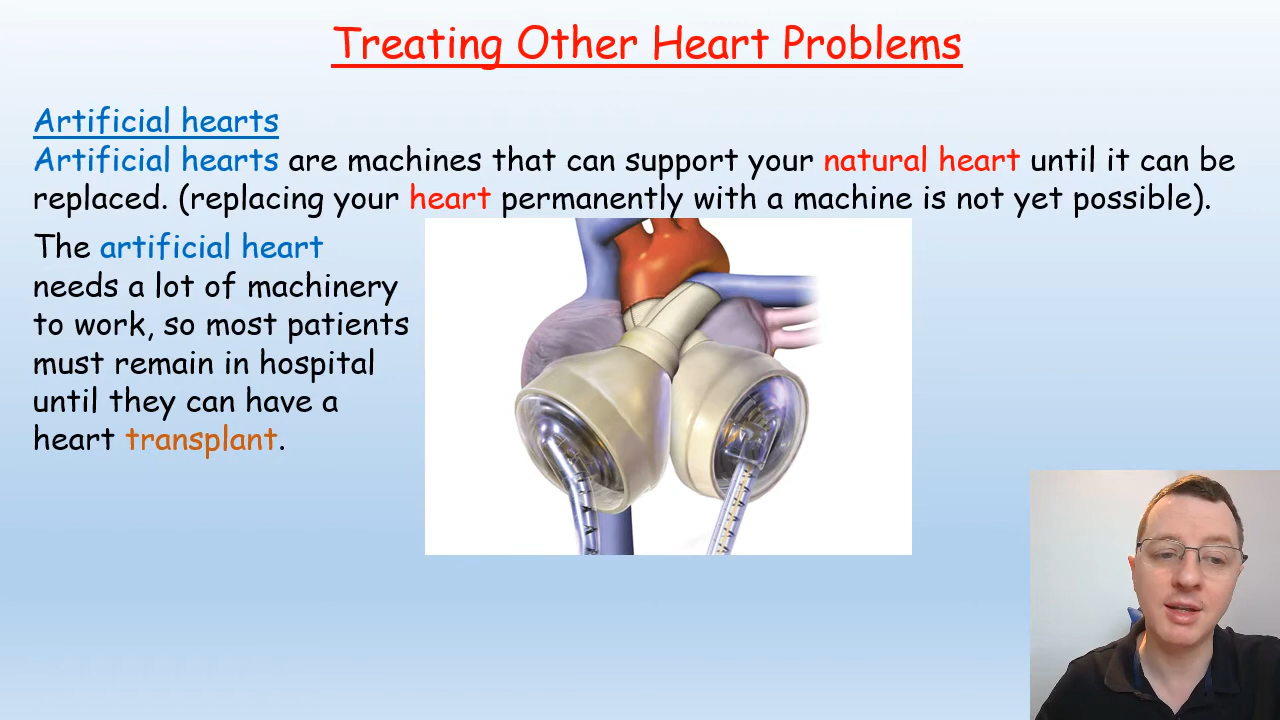 Treating Other Heart Problems
Artificial hearts
Artificial hearts are machines that can support your natural heart until it can be
replaced. (replacing your heart permanently with a machine is not yet possible).
The artificial heart
needs a lot of machinery
to work, so most patients
must remain in hospital
until they can have a
heart transplant.